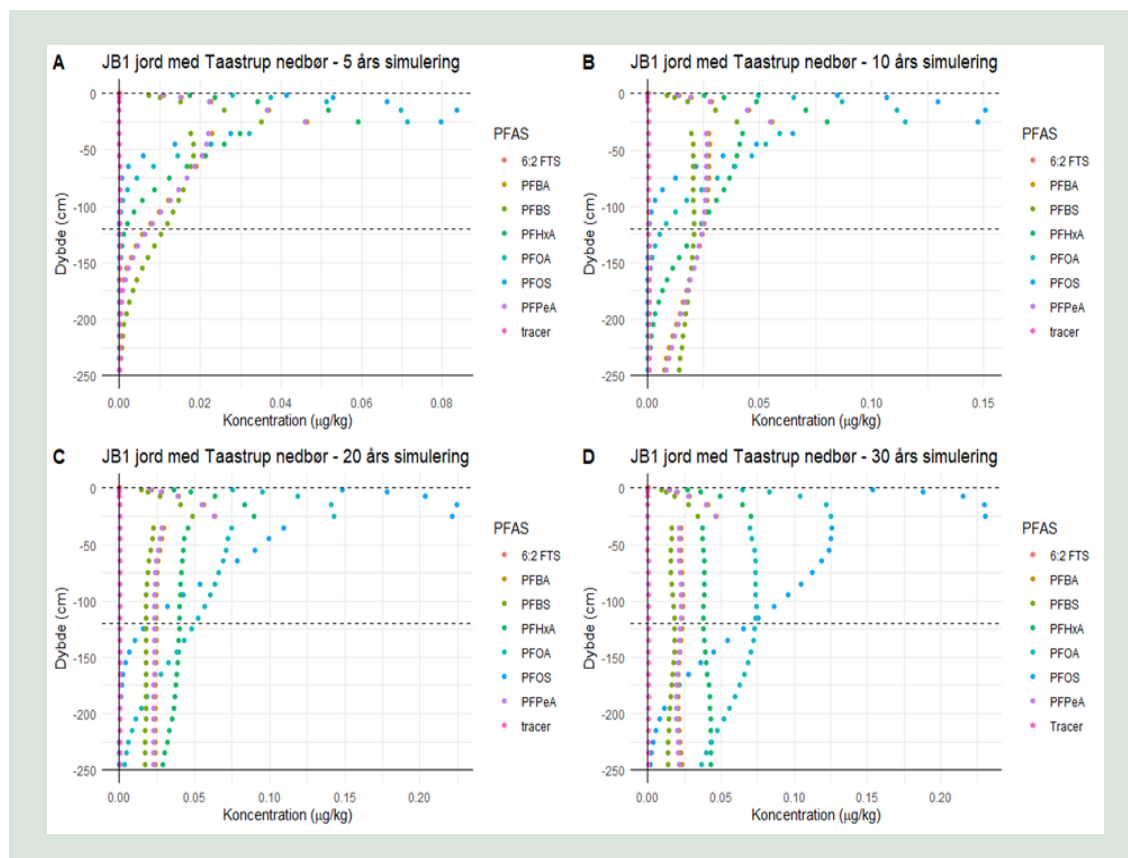 A JB1 jord med Taastrup nedbør - 5 års simulering
0
-50
-100
-150
-200
-250
Dybde (cm)
0.00 0.02 0.04 0.06 0.08
Koncentration (µg/kg)
PFAS
6:2 FTS
PFBA
PFBS
PFHxA
PFOA
PFOS
PFPeA
tracer
B JB1 jord med Taastrup nedbør - 10 års simulering
0
-50
-100
-150
-200
-250
Dybde (cm)
0.00 0.05 0.10 0.15
Koncentration (µg/kg)
PFAS
6:2 FTS
PFBA
PFBS
PFHxA
PFOA
PFOS
PFPeA
tracer
C JB1 jord med Taastrup nedbør - 20 års simulering
0
-50
-100
-150
-200
-250
Dybde (cm)
0.00 0.05 0.10 0.15 0.20
Koncentration (µg/kg)
PFAS
6:2 FTS
PFBA
PFBS
PFHxA
PFOA
PFOS
PFPeA
tracer
D JB1 jord med Taastrup nedbør - 30 års simulering
0
-50
-100
-150
-200
-250
Dybde (cm)
0.00 0.05 0.10 0.15 0.20
Koncentration (µg/kg)
PFAS
6:2 FTS
PFBA
PFBS
PFHxA
PFOA
PFOS
PFPeA
Tracer